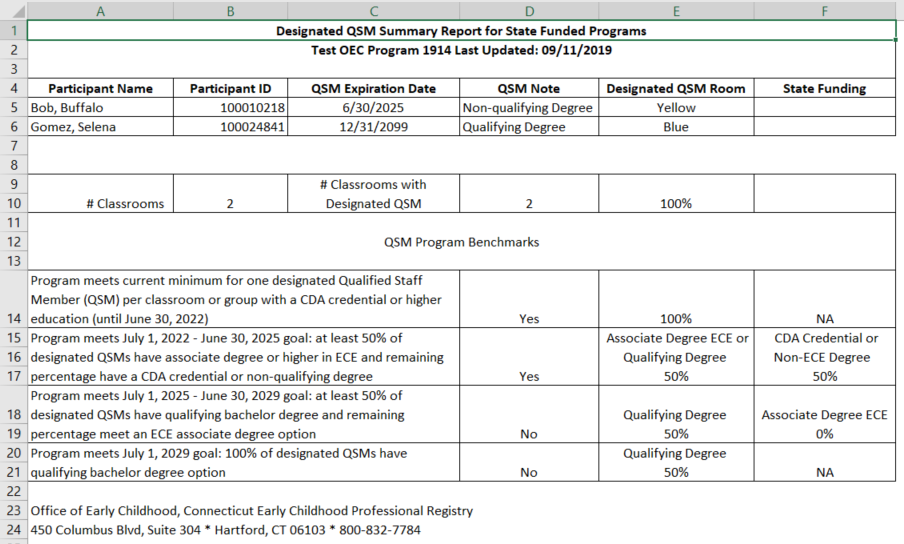 A B C D E F
1 Designated QSM Summary Report for State Funded Programs
2 Test OEC Program 1914 Last Updated: 09/11/2019
3
4 Participant Name Participant ID QSM Expiration Date QSM Note Designated QSM Room State Funding
5 Bob, Buffalo 100010218 6/30/2025 Non-qualifying Degree Yellow
6 Gomez, Selena 100024841 12/31/2099 Qualifying Degree Blue
7
8
9 # Classrooms with
10 # Classrooms 2 Designated QSM 2 100%
11
12 QSM Program Benchmarks
13
Program meets current minimum for one designated Qualified Staff
Member (QSM) per classroom or group with a CDA credential or higher
14 education (until June 30, 2022) Yes 100% NA
15 Program meets July 1, 2022 - June 30, 2025 goal: at least 50% of Associate Degree ECE or CDA Credential or
16 designated QSMs have associate degree or higher in ECE and remaining Qualifying Degree Non-ECE Degree
17 percentage have a CDA credential or non-qualifying degree Yes 50% 50%
Program meets July 1, 2025 - June 30, 2029 goal: at least 50% of
18 designated QSMs have qualifying bachelor degree and remaining Qualifying Degree Associate Degree ECE
19 percentage meet an ECE associate degree option No 50% 0%
20 Program meets July 1, 2029 goal: 100% of designated QSMs have Qualifying Degree
21 qualifying bachelor degree option No 50% NA
22
23 Office of Early Childhood, Connecticut Early Childhood Professional Registry
24 450 Columbus Blvd, Suite 304 * Hartford, CT 06103 * 800-832-7784